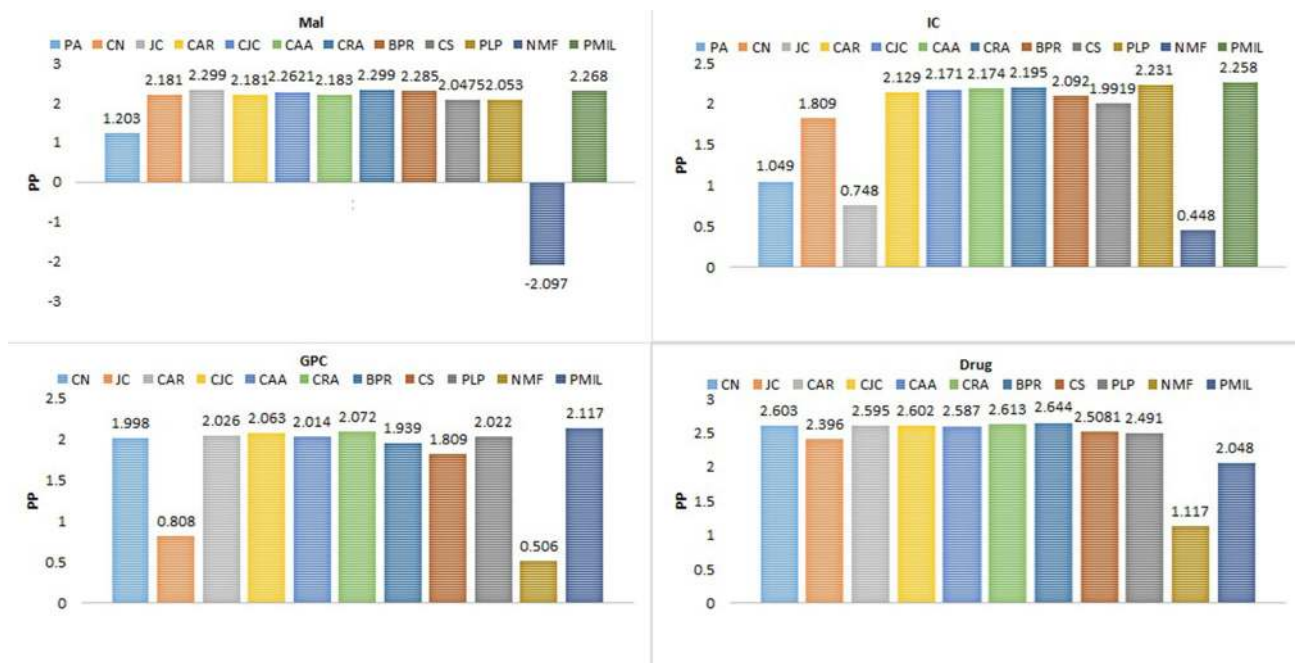 Mal
PA CN JC CAR CJC CAA CRA BPR CS PLP NMF PMIL
3
2
1
0
-1
-2
-3
PP
1.203 2.181 2.299 2.181 2.2621 2.183 2.299 2.285 2.0475 2.053 -2.097 2.268
IC
PA CN JC CAR CJC CAA CRA BPR CS PLP NMF PMIL
2.5
2
1.5
1
0.5
0
PP
1.049 1.809 0.748 2.129 2.171 2.174 2.195 2.092 1.9919 2.231 0.448 2.258
GPC
CN JC CAR CJC CAA CRA BPR CS PLP NMF PMIL
2.5
2
1.5
1
0.5
0
PP
1.998 0.808 2.026 2.063 2.014 2.072 1.939 1.809 2.022 0.506 2.117
Drug
CN JC CAR CJC CAA CRA BPR CS PLP NMF PMIL
3
2.5
2
1.5
1
0.5
0
PP
2.603 2.396 2.595 2.602 2.587 2.613 2.644 2.5081 2.491 1.117 2.048